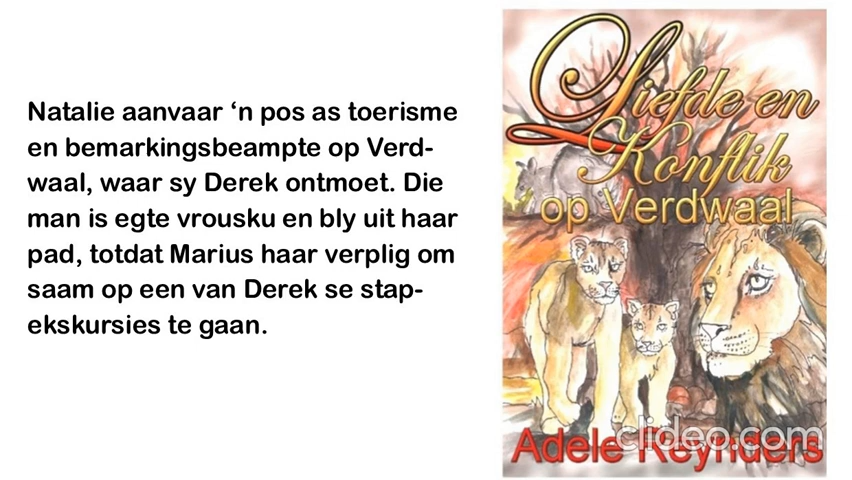 Natalie aanvaar ‘n pos as toerisme
en bemarkingsbeampte op Verd-
waal, waar sy Derek ontmoet. Die
man is egte vrousku en bly uit haar
pad, totdat Marius haar verplig om
saam op een van Derek se stap-
ekskursies te gaan.
Liefde en
Konflik
op Verdwaal
Adele Reynders
clideo.com